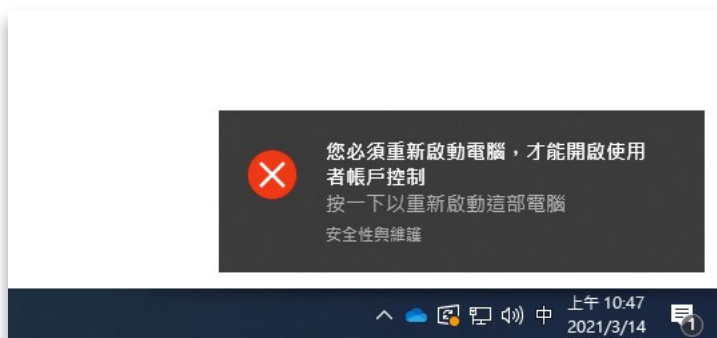 您必須重新啟動電腦，才能開啟使用
者帳戶控制
按一下以重新啟動這部電腦
安全性與維護
中
上午 10:47
2021/3/14
1